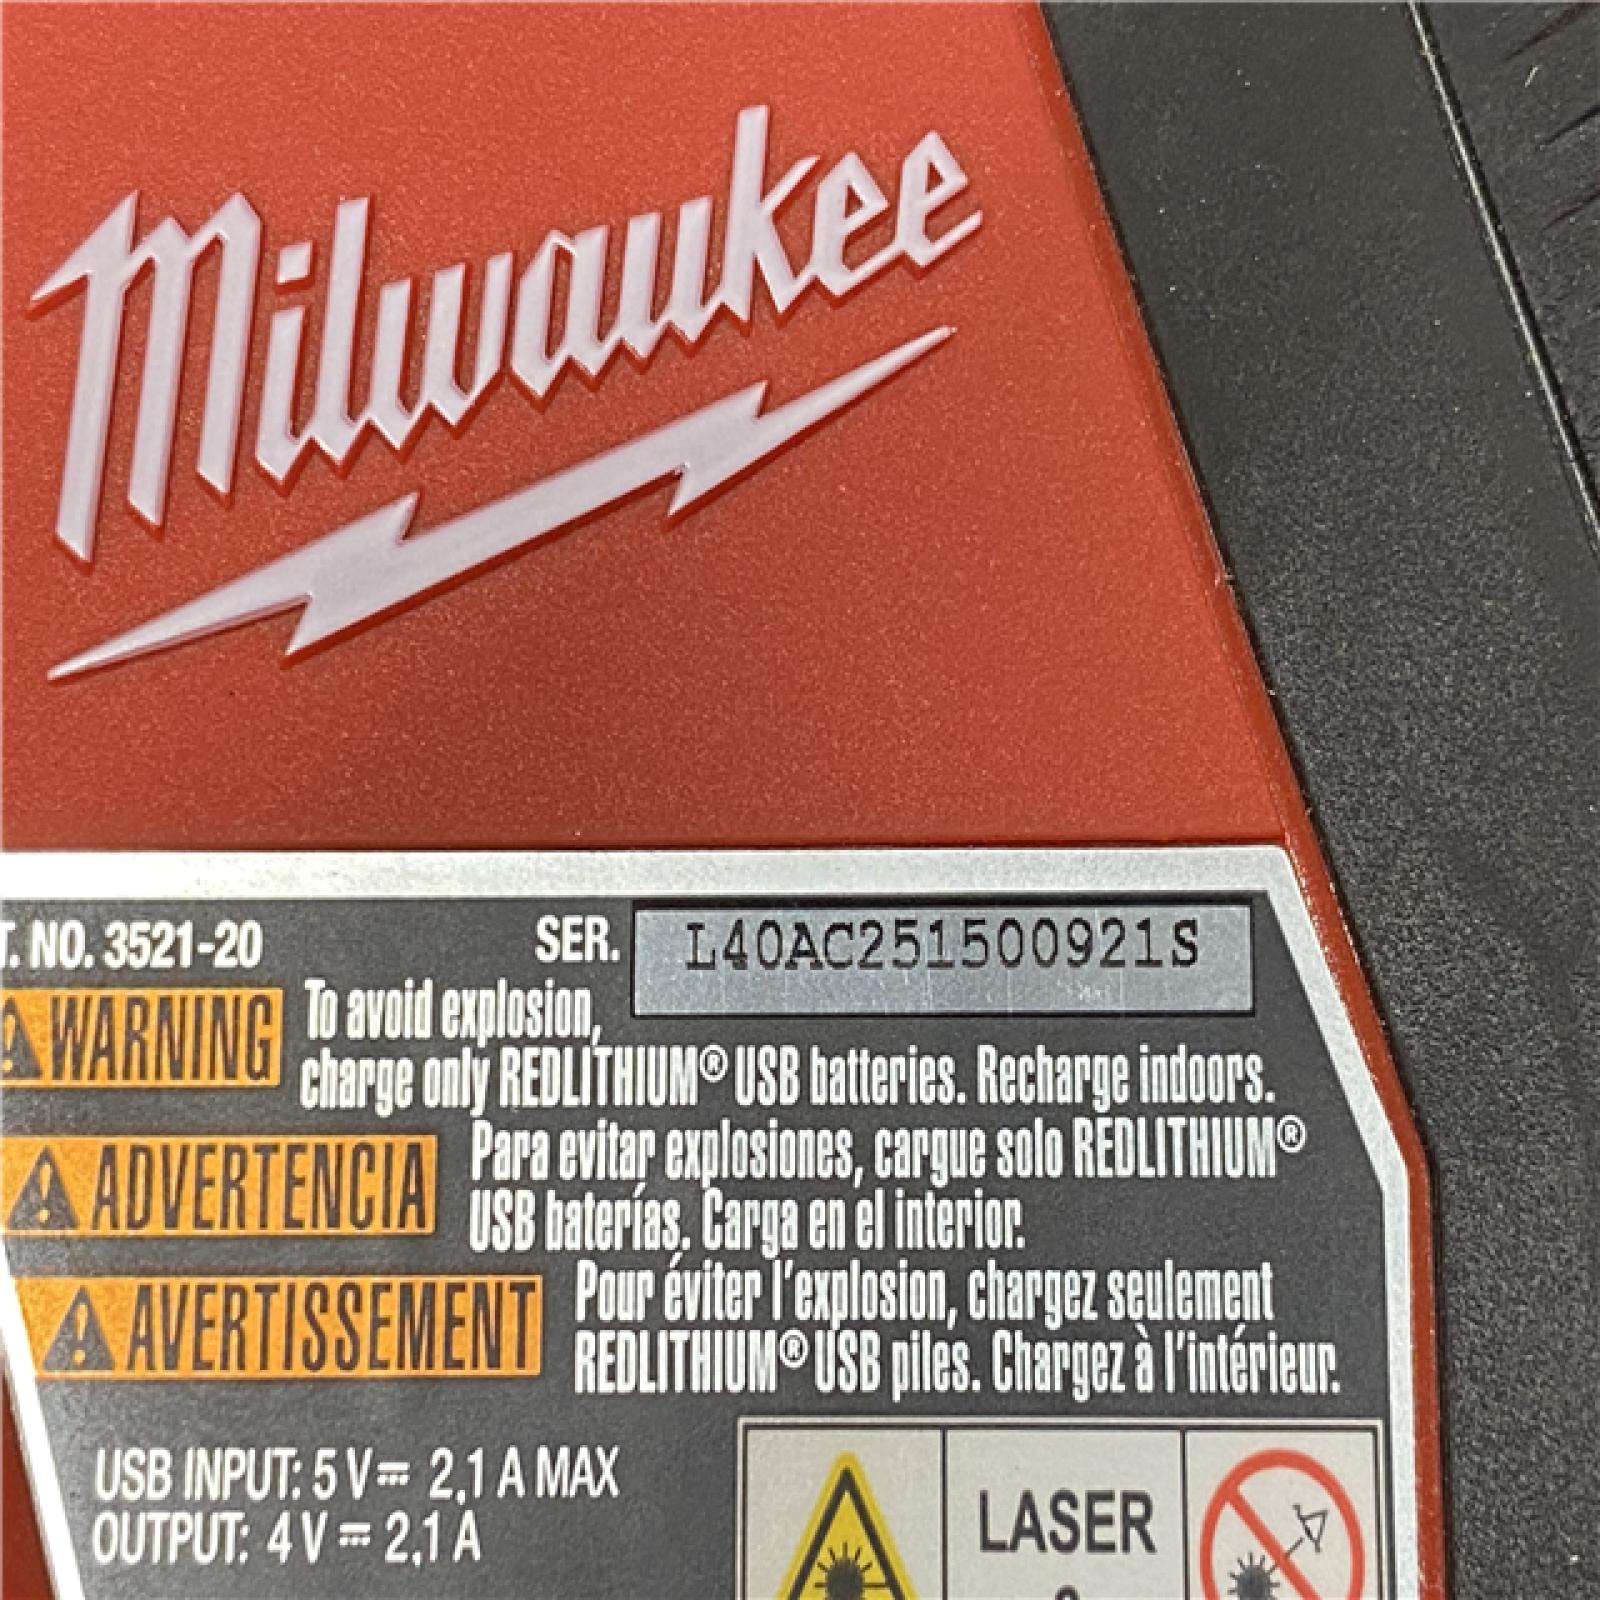 Milwaukee
T. NO. 3521-20 SER. L40AC251500921S
WARNING To avoid explosion,
charge only REDLITHIUM® USB batteries. Recharge indoors.
ADVERTENCIA Para evitar explosiones, cargue solo REDLITHIUM®
USB baterías. Carga en el interior.
AVERTISSEMENT Pour éviter l'explosion, chargez seulement
REDLITHIUM® USB piles. Chargez à l'intérieur.
USB INPUT: 5 V⎓ 2,1 A MAX
OUTPUT: 4 V⎓ 2,1 A
LASER